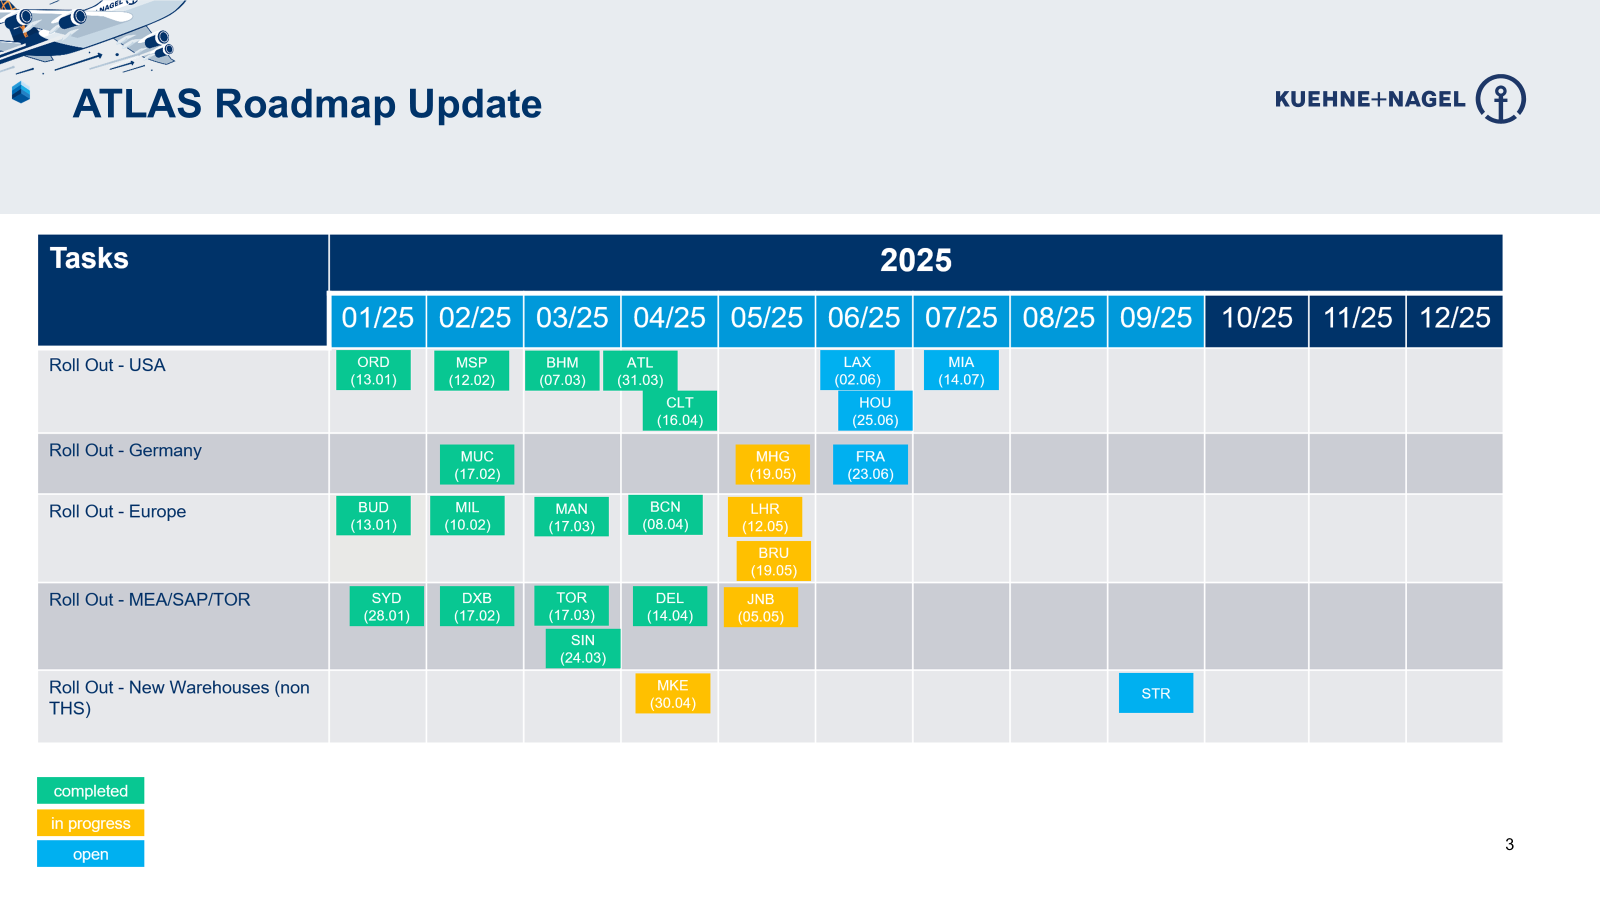 NAGEL
ATLAS Roadmap Update
KUEHNE+NAGEL
Tasks
2025
01/25 02/25 03/25 04/25 05/25 06/25 07/25 08/25 09/25 10/25 11/25 12/25
Roll Out - USA
ORD
(13.01)
MSP
(12.02)
BHM
(07.03)
ATL
(31.03)
CLT
(16.04)
LAX
(02.06)
HOU
(25.06)
MIA
(14.07)
Roll Out - Germany
MUC
(17.02)
MHG
(19.05)
FRA
(23.06)
Roll Out - Europe
BUD
(13.01)
MIL
(10.02)
MAN
(17.03)
BCN
(08.04)
LHR
(12.05)
BRU
(19.05)
Roll Out - MEA/SAP/TOR
SYD
(28.01)
DXB
(17.02)
TOR
(17.03)
SIN
(24.03)
DEL
(14.04)
JNB
(05.05)
Roll Out - New Warehouses (non
THS)
MKE
(30.04)
STR
completed
in progress
open
3